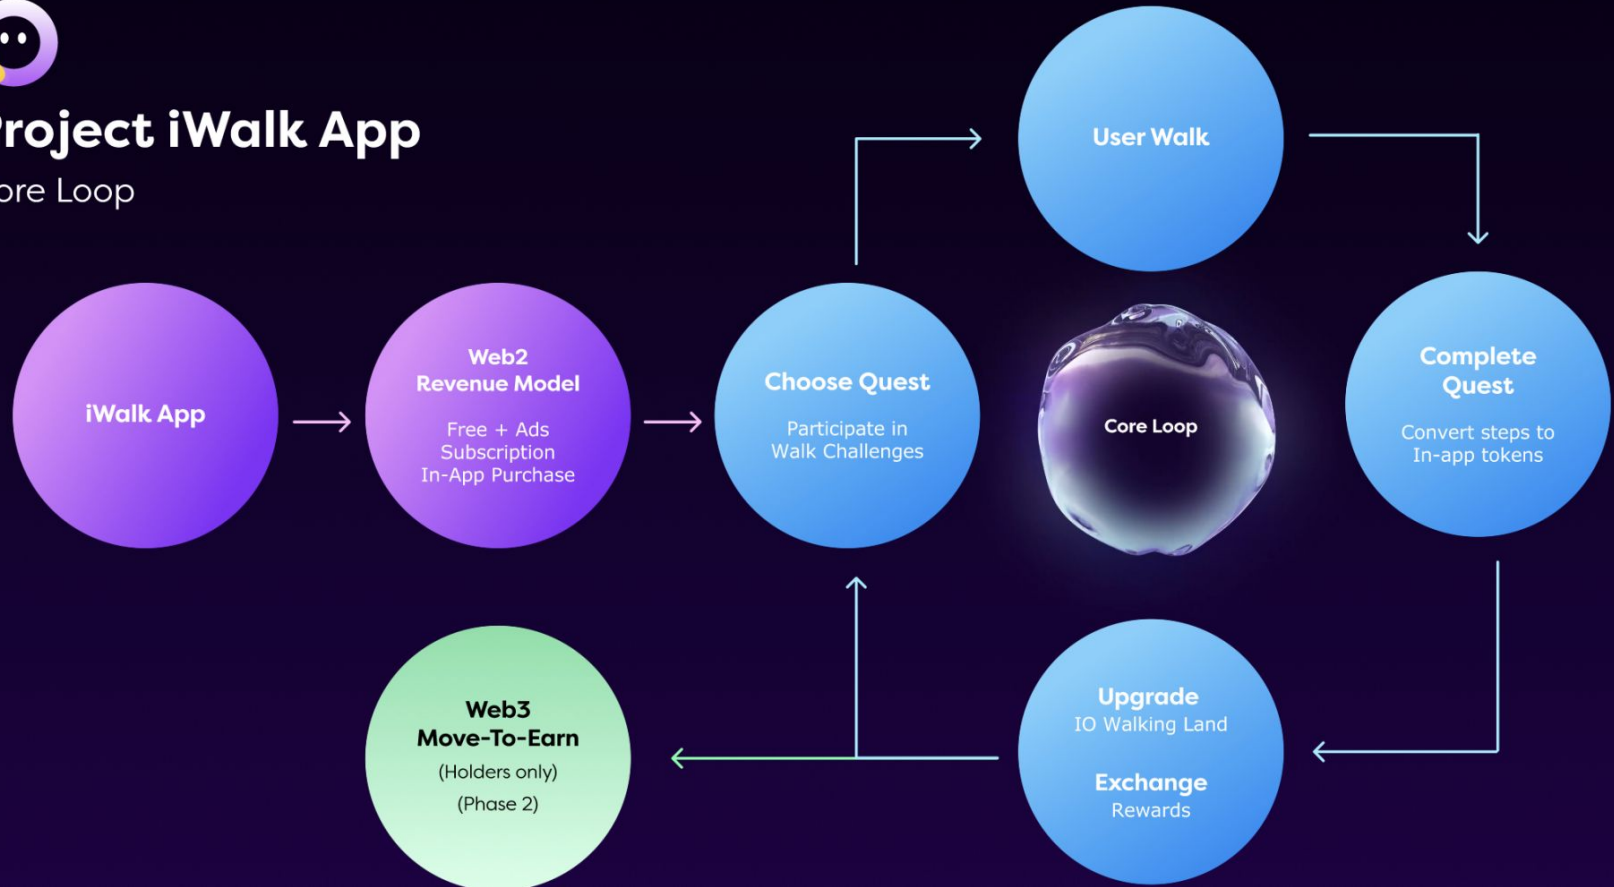 Project iWalk App
Core Loop
User Walk
iWalk App
Web2
Revenue Model
Free + Ads
Subscription
In-App Purchase
Choose Quest
Participate in
Walk Challenges
Core Loop
Complete
Quest
Convert steps to
In-app tokens
Web3
Move-To-Earn
(Holders only)
(Phase 2)
Upgrade
IO Walking Land
Exchange
Rewards